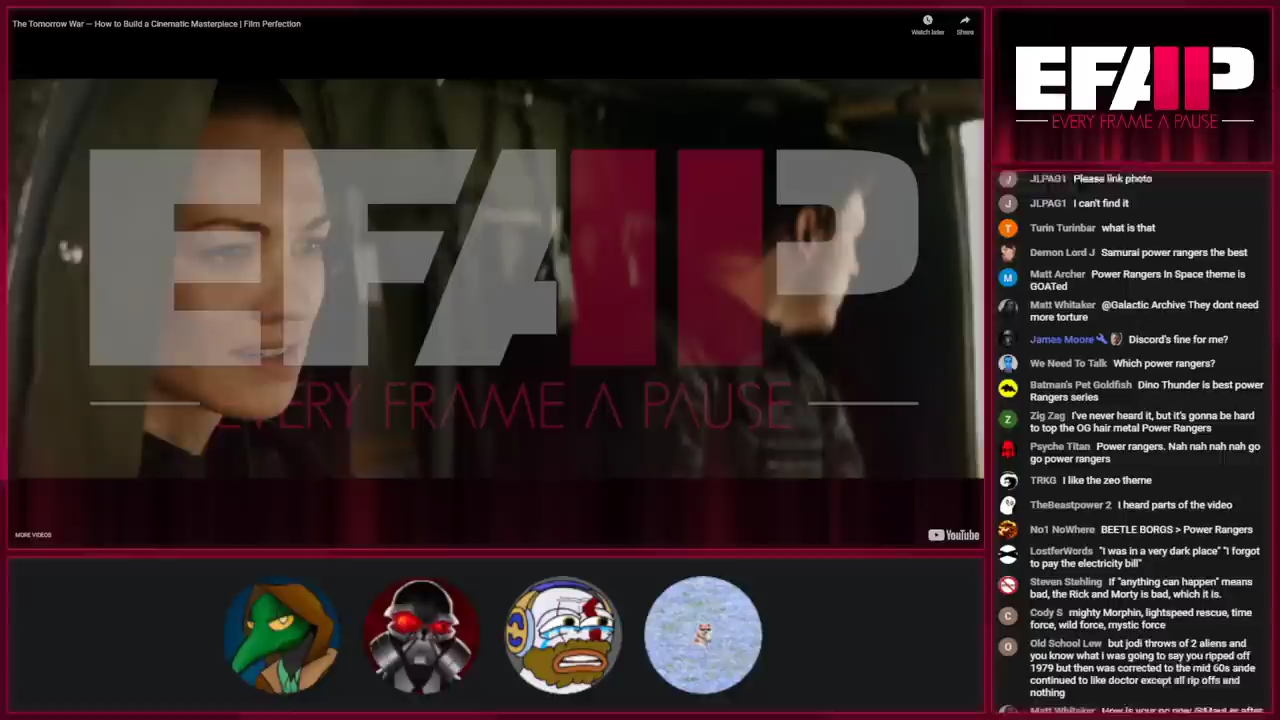 The Tomorrow War — How to Build a Cinematic Masterpiece | Film Perfection
Watch later
Share
EFAP
EVERY FRAME A PAUSE
MORE VIDEOS
YouTube
EFAP
EVERY FRAME A PAUSE
JLPAG1 Please link photo
JLPAG1 I can't find it
Turin Turinbar what is that
Demon Lord J Samurai power rangers the best
Matt Archer Power Rangers In Space theme is
GOATed
Matt Whitaker @Galactic Archive They dont need
more torture
James Moore Discord's fine for me?
We Need To Talk Which power rangers?
Batman's Pet Goldfish Dino Thunder is best power
Rangers series
Zig Zag I've never heard it, but it's gonna be hard
to top the OG hair metal Power Rangers
Psyche Titan Power rangers. Nah nah nah nah go
go power rangers
TRKG I like the zeo theme
TheBeastpower 2 I heard parts of the video
No1 NoWhere BEETLE BORGS > Power Rangers
LostferWords "I was in a very dark place" "I forgot
to pay the electricity bill"
Steven Stehling If "anything can happen" means
bad, the Rick and Morty is bad, which it is.
Cody S mighty Morphin, lightspeed rescue, time
force, wild force, mystic force
Old School Lew but jodi throws of 2 aliens and
you know what i was going to say you ripped off
1979 but then was corrected to the mid 60s ande
continued to like doctor except all rip offs and
nothing
Matt Whitaker How is your pc now @MauLer after